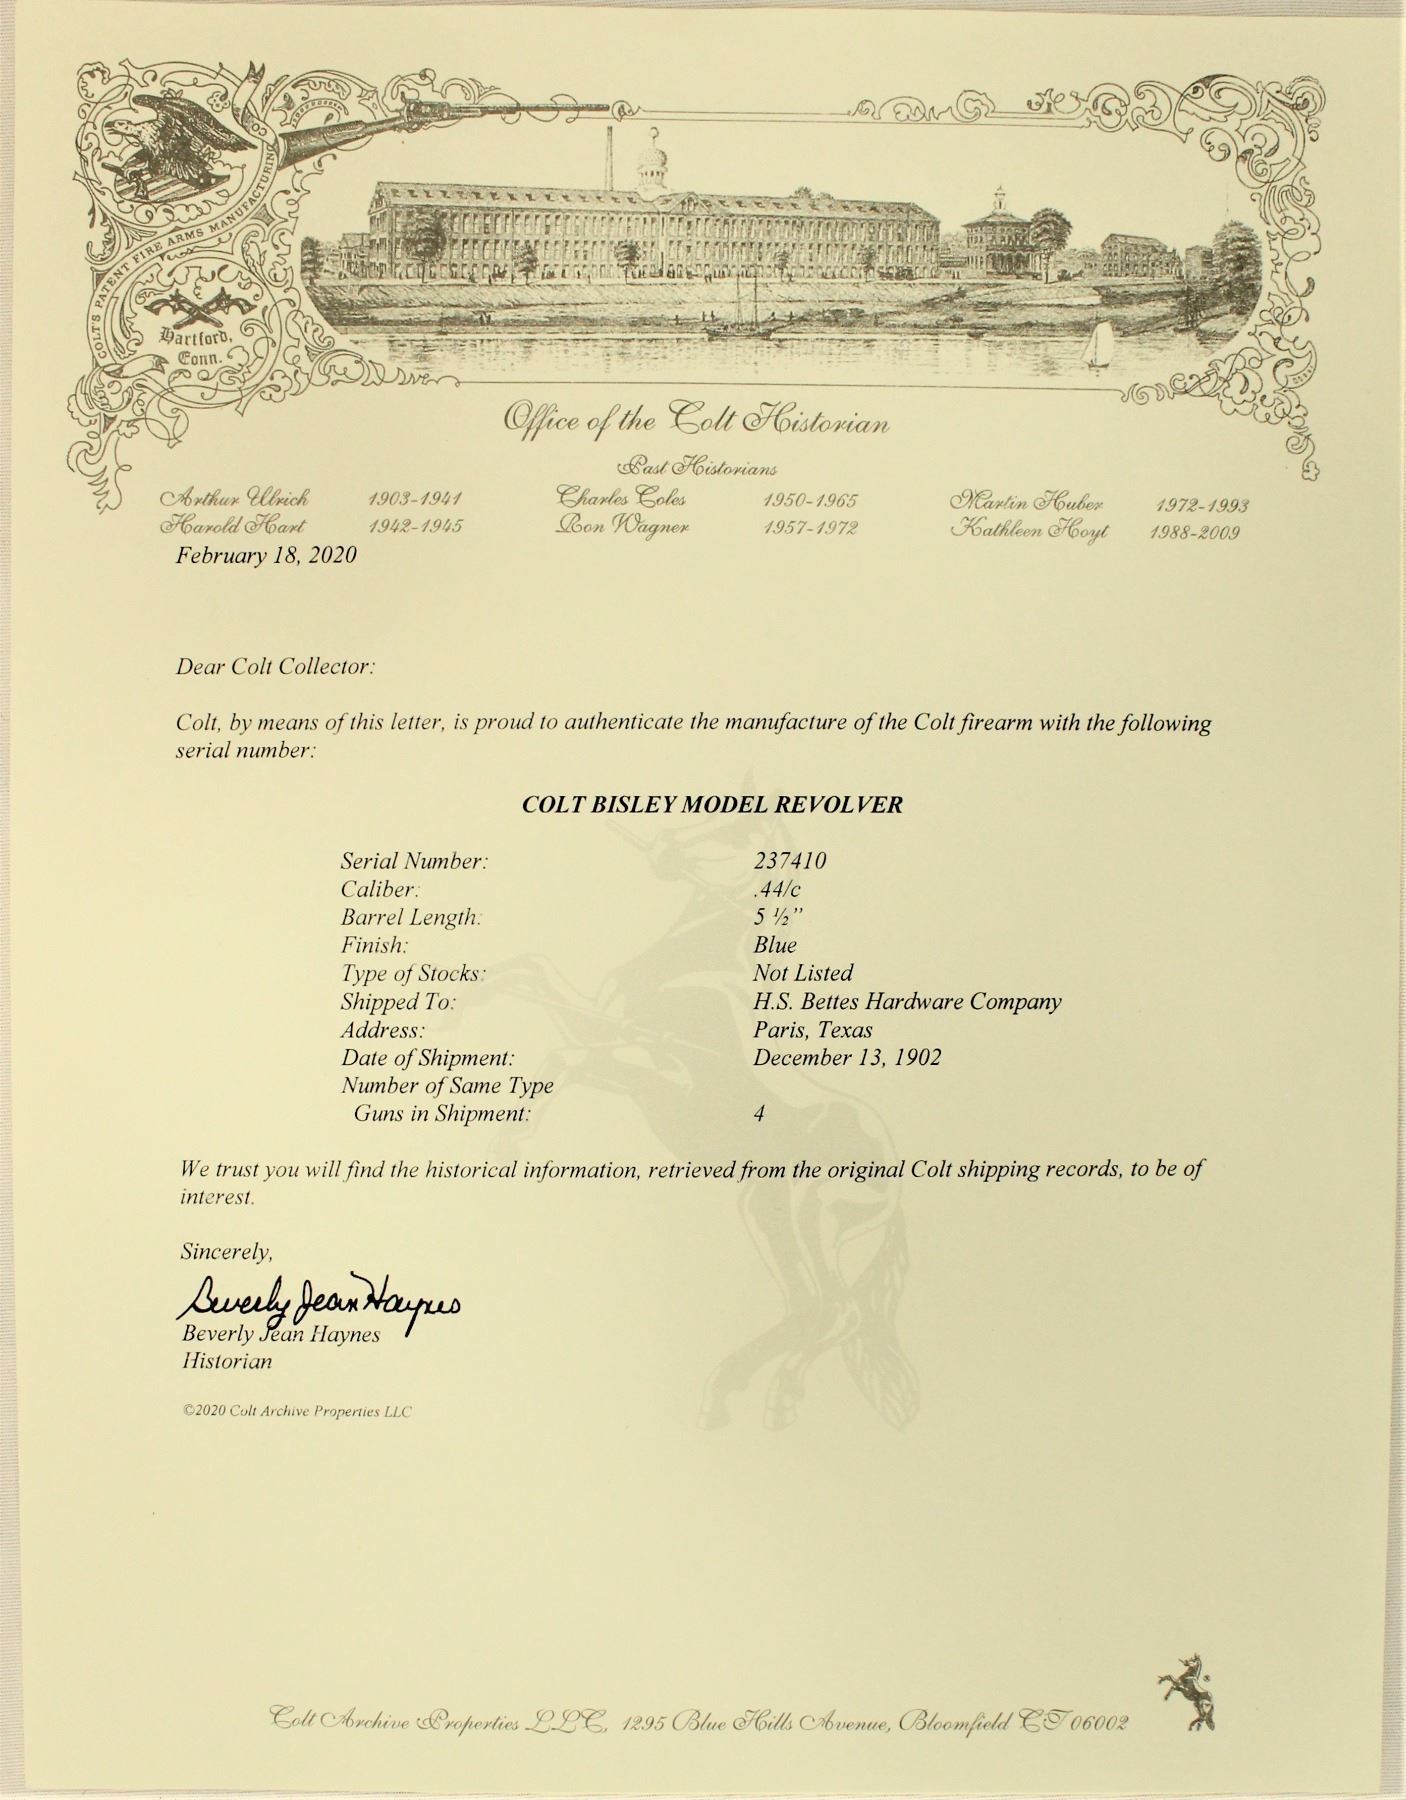 COLT'S PATENT FIRE ARMS MANUFACTURING CO
Hartford,
Conn.
Office of the Colt Historian
Past Historians
Arthur Ulrich 1903-1941 Charles Coles 1950-1965 Martin Huber 1972-1993
Harold Hart 1942-1945 Ron Wagner 1957-1972 Kathleen Hoyt 1988-2009
February 18, 2020
Dear Colt Collector:
Colt, by means of this letter, is proud to authenticate the manufacture of the Colt firearm with the following
serial number:
COLT BISLEY MODEL REVOLVER
Serial Number: 237410
Caliber: .44/c
Barrel Length: 5 ½”
Finish: Blue
Type of Stocks: Not Listed
Shipped To: H.S. Bettes Hardware Company
Address: Paris, Texas
Date of Shipment: December 13, 1902
Number of Same Type
Guns in Shipment: 4
We trust you will find the historical information, retrieved from the original Colt shipping records, to be of
interest.
Sincerely,
Beverly Jean Haynes
Beverly Jean Haynes
Historian
©2020 Colt Archive Properties LLC
Colt Archive Properties LLC, 1295 Blue Hills Avenue, Bloomfield CT 06002
®